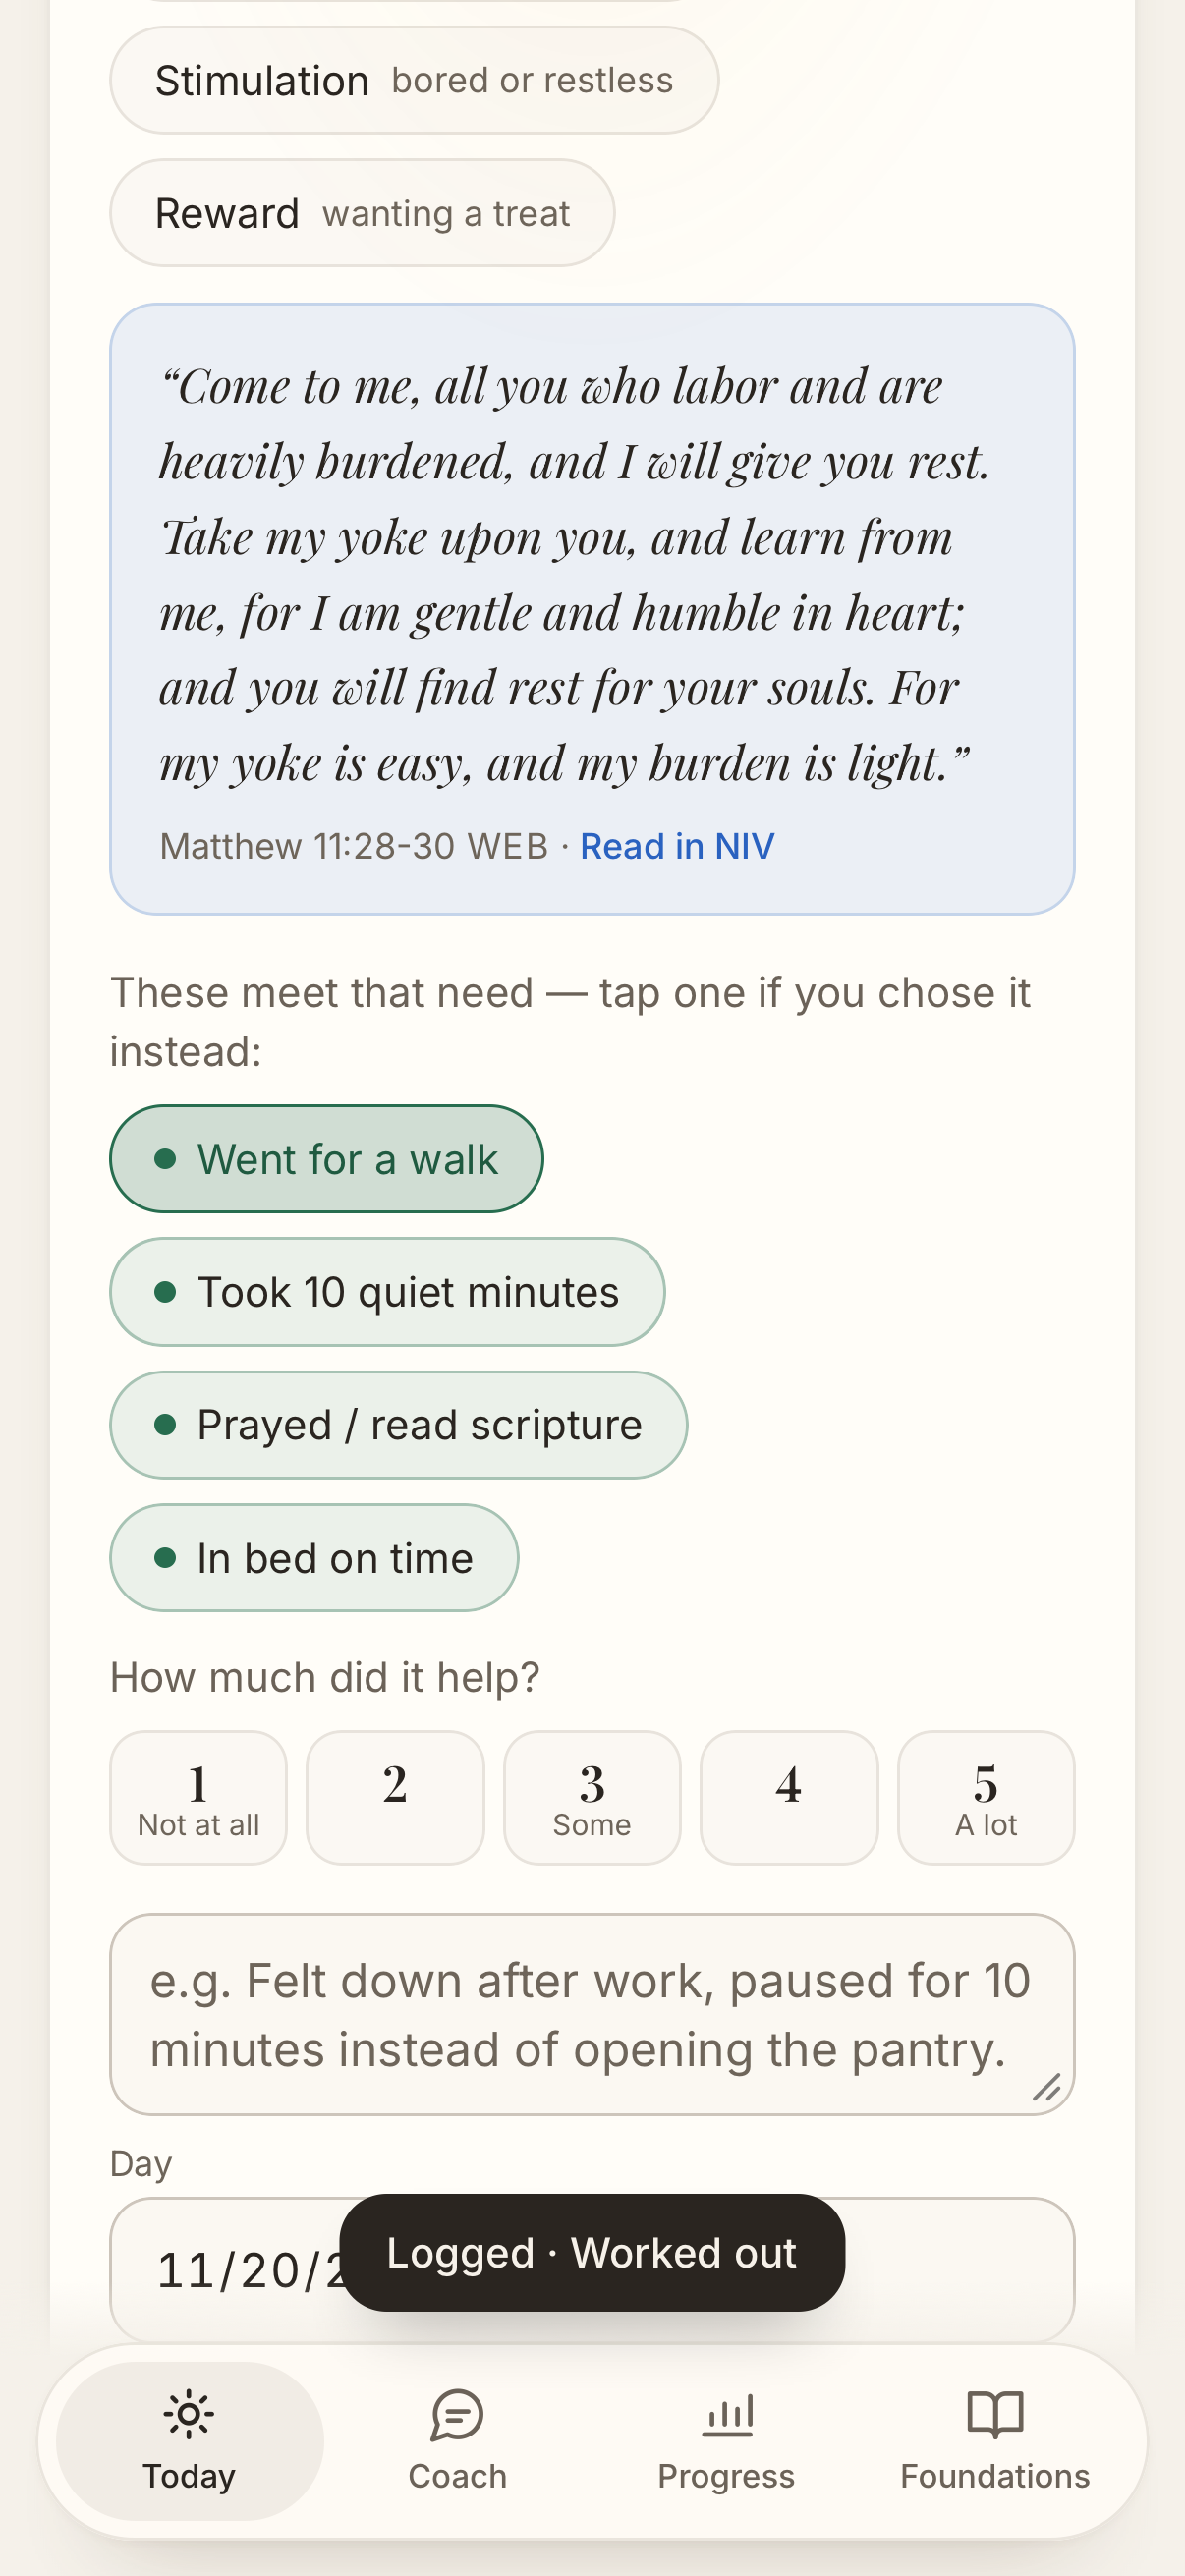 Stimulation bored or restless
Reward wanting a treat
“Come to me, all you who labor and are
heavily burdened, and I will give you rest.
Take my yoke upon you, and learn from
me, for I am gentle and humble in heart;
and you will find rest for your souls. For
my yoke is easy, and my burden is light.”
Matthew 11:28-30 WEB · Read in NIV
These meet that need — tap one if you chose it
instead:
Went for a walk
Took 10 quiet minutes
Prayed / read scripture
In bed on time
How much did it help?
1 2 3 4 5
Not at all Some A lot
e.g. Felt down after work, paused for 10
minutes instead of opening the pantry.
Day
11/20/2
Logged · Worked out
Today Coach Progress Foundations